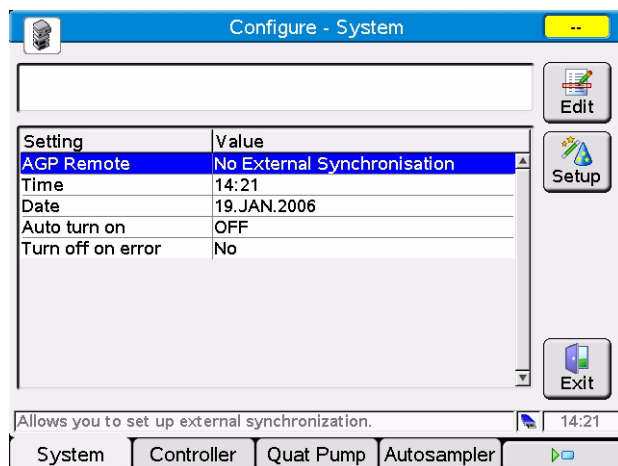 Configure - System
--
Edit
Setting Value
AGP Remote No External Synchronisation
Time 14:21
Date 19.JAN.2006
Auto turn on OFF
Turn off on error No
Setup
Exit
Allows you to set up external synchronization. 14:21
System Controller Quat Pump Autosampler